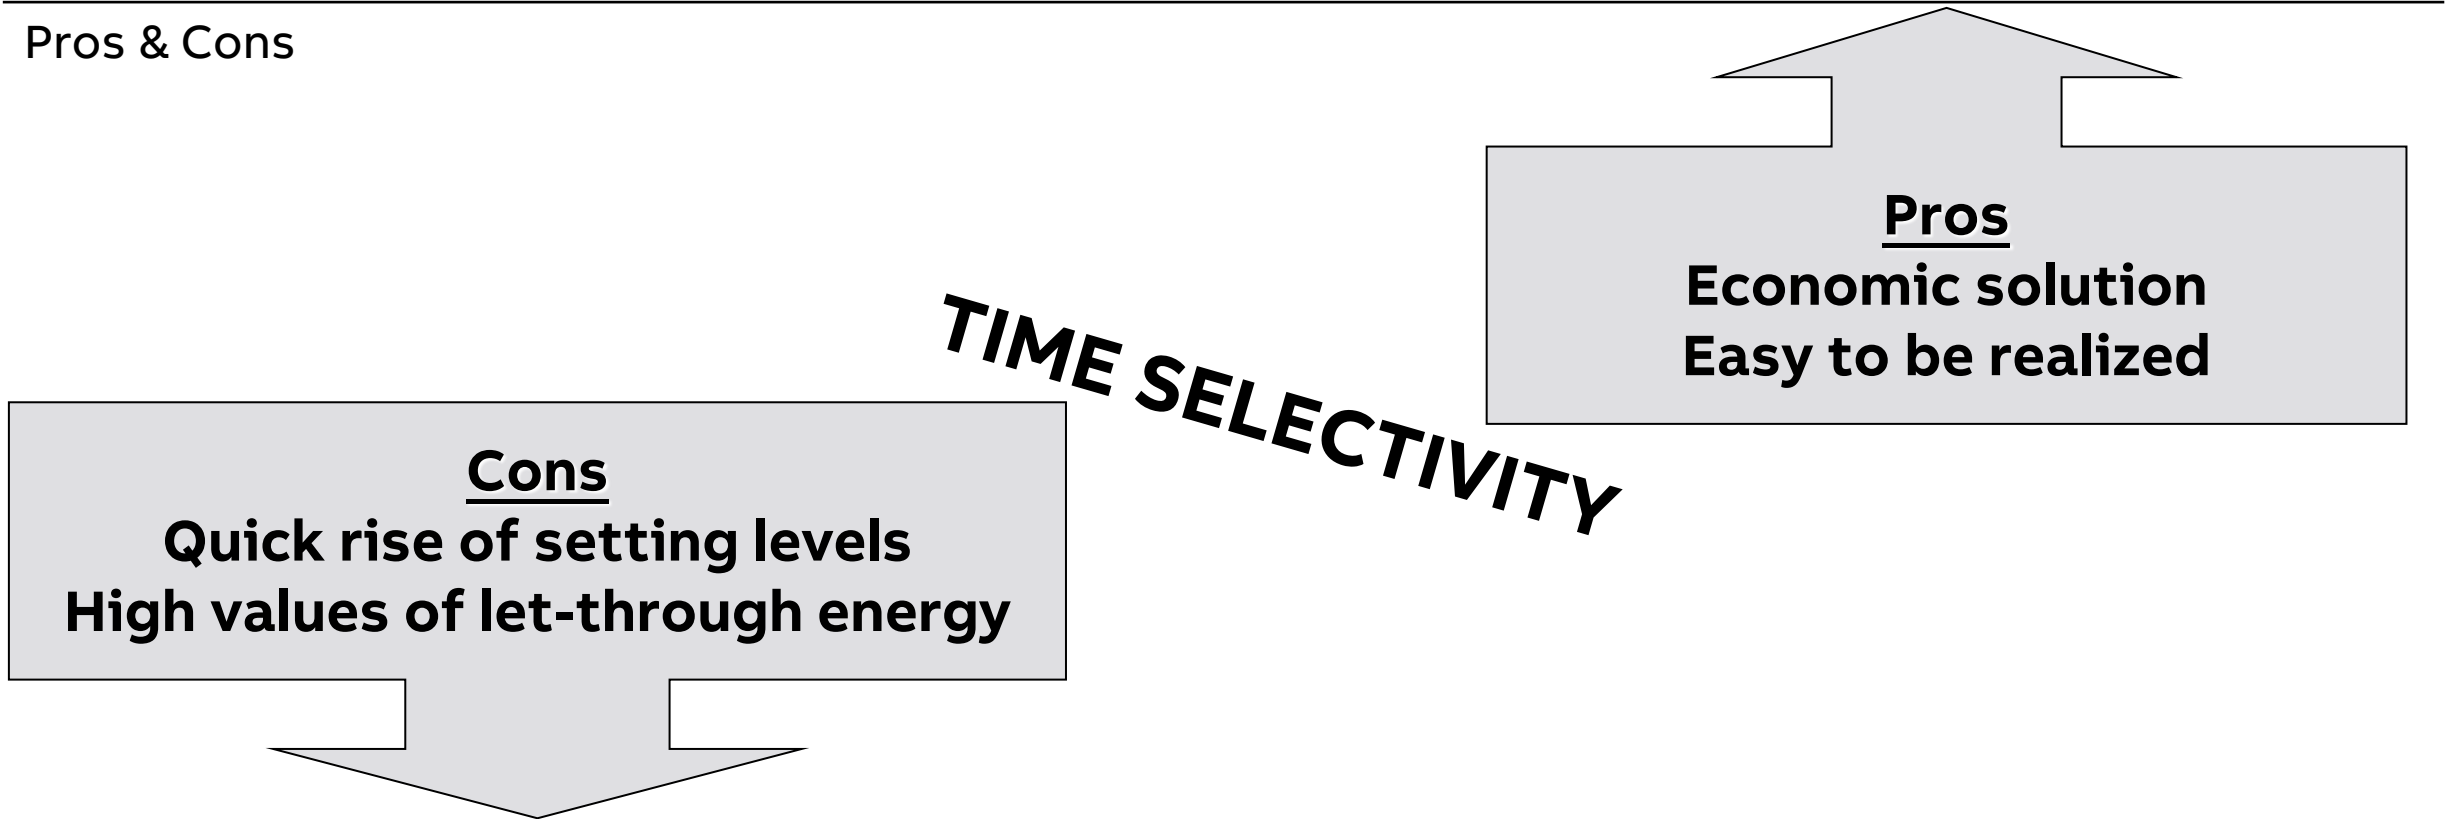 Pros & Cons
Pros
Economic solution
Easy to be realized
TIME SELECTIVITY
Cons
Quick rise of setting levels
High values of let-through energy